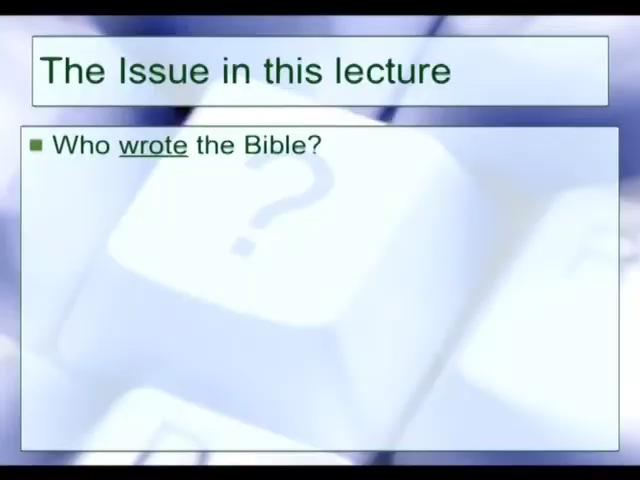 The Issue in this lecture
Who wrote the Bible?
?